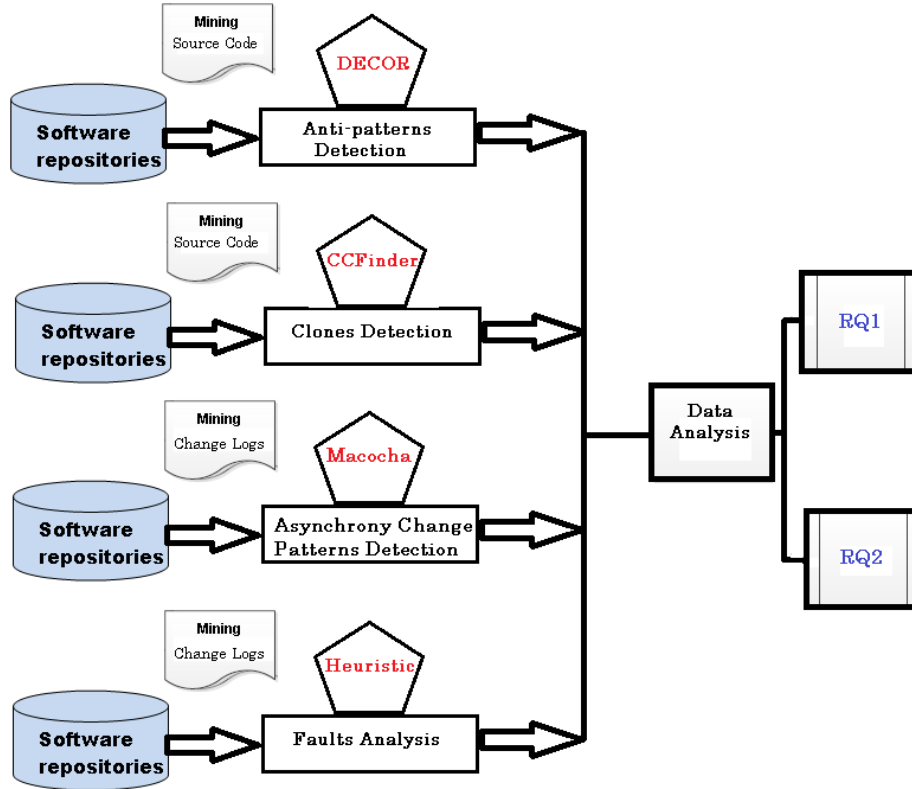 Mining
Source Code
DECOR
Software
repositories
Anti-patterns
Detection
Mining
Source Code
CCFinder
Software
repositories
Clones Detection
RQ1
Mining
Change Logs
Macocha
Data
Analysis
Software
repositories
Asynchrony Change
Patterns Detection
RQ2
Mining
Change Logs
Heuristic
Software
repositories
Faults Analysis